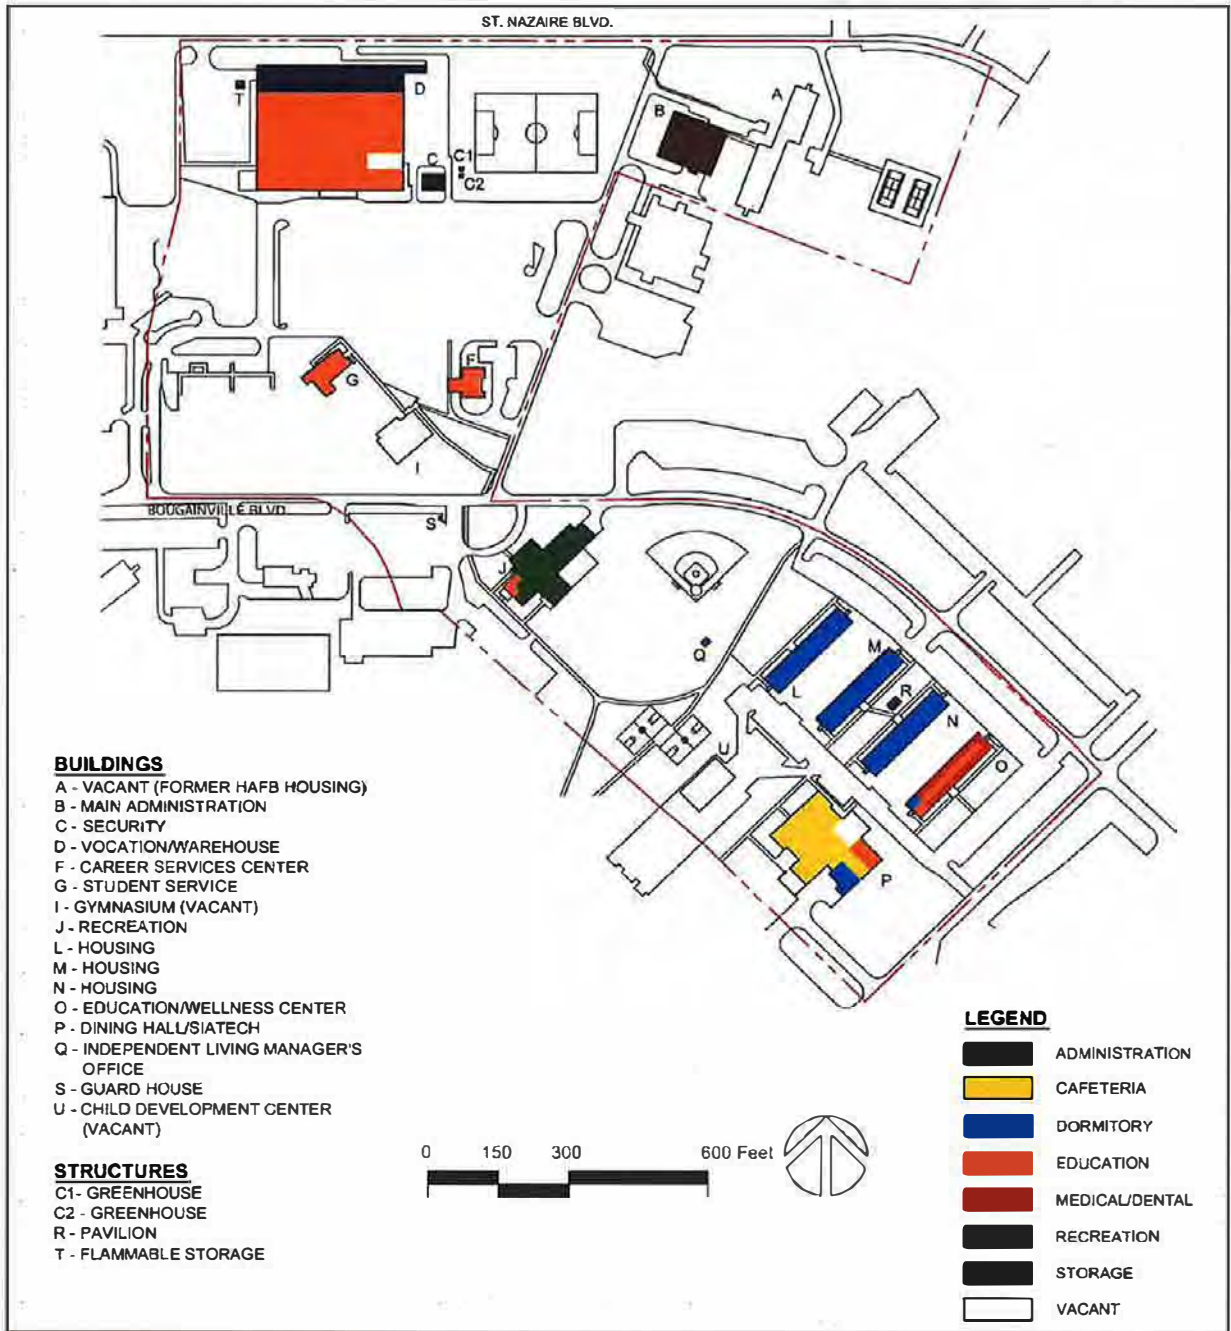 ST. NAZAIRE BLVD.
T
D
C
C1
C2
B
A
G
F
I
BOUGAINVILLE BLVD.
S
J
Q
L
M
R
N
O
U
P
BUILDINGS
A - VACANT (FORMER HAFB HOUSING)
B - MAIN ADMINISTRATION
C - SECURITY
D - VOCATION/WAREHOUSE
F - CAREER SERVICES CENTER
G - STUDENT SERVICE
I - GYMNASIUM (VACANT)
J - RECREATION
L - HOUSING
M - HOUSING
N - HOUSING
O - EDUCATION/WELLNESS CENTER
P - DINING HALL/SIATECH
Q - INDEPENDENT LIVING MANAGER'S
OFFICE
S - GUARD HOUSE
U - CHILD DEVELOPMENT CENTER
(VACANT)
STRUCTURES
C1- GREENHOUSE
C2 - GREENHOUSE
R - PAVILION
T - FLAMMABLE STORAGE
0 150 300 600 Feet
LEGEND
ADMINISTRATION
CAFETERIA
DORMITORY
EDUCATION
MEDICAL/DENTAL
RECREATION
STORAGE
VACANT